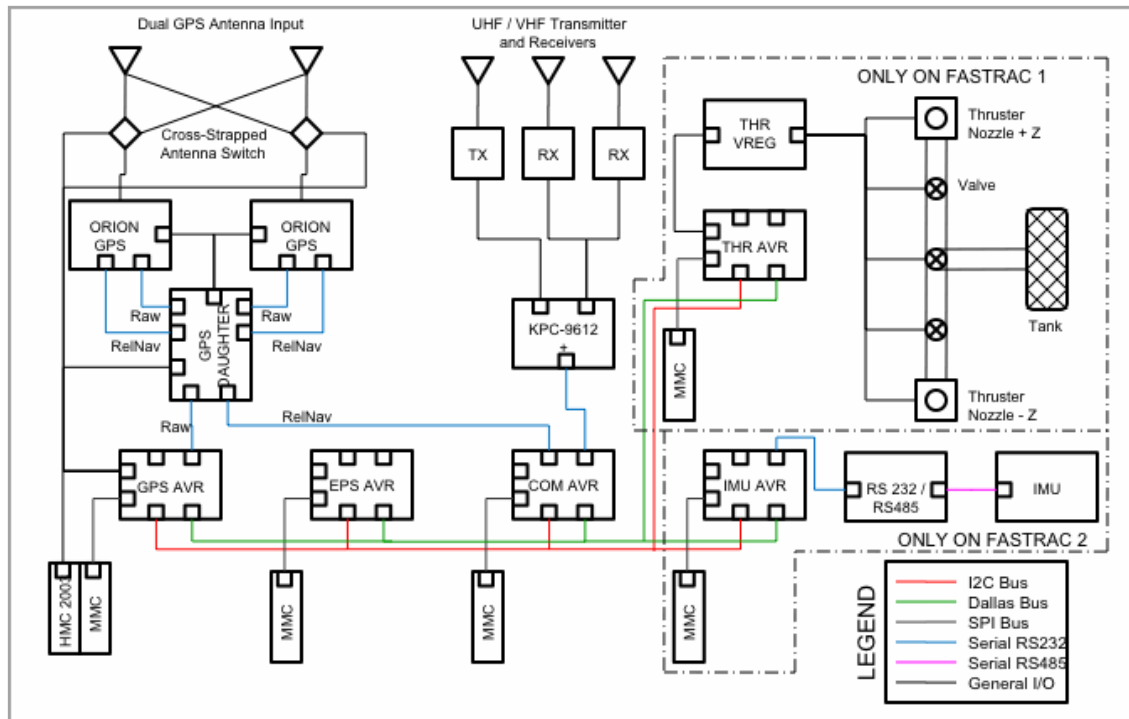 Dual GPS Antenna Input
UHF / VHF Transmitter
and Receivers
ONLY ON FASTRAC 1
Cross-Strapped
Antenna Switch
TX
RX
RX
THR
VREG
Thruster
Nozzle + Z
Valve
ORION
GPS
ORION
GPS
THR AVR
Raw
Raw
RelNav
RelNav
GPS
DAUGHTER
KPC-9612
+
MMC
Tank
Thruster
Nozzle - Z
Raw
RelNav
GPS AVR
EPS AVR
COM AVR
IMU AVR
RS 232 /
RS485
IMU
ONLY ON FASTRAC 2
HMC 2003
MMC
MMC
MMC
MMC
LEGEND
I2C Bus
Dallas Bus
SPI Bus
Serial RS232
Serial RS485
General I/O